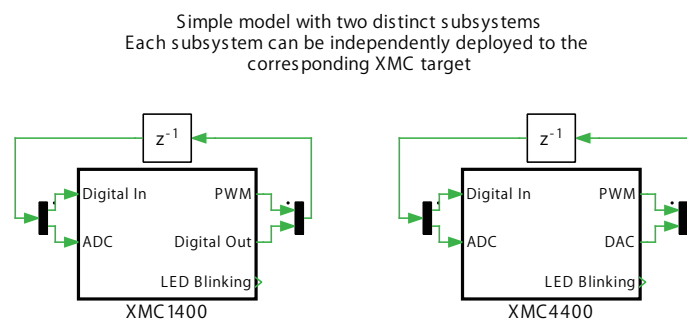 Simple model with two distinct subsystems
Each subsystem can be independently deployed to the
corresponding XMC target
z-1
Digital In PWM
ADC Digital Out
LED Blinking
XMC1400
z-1
Digital In PWM
ADC DAC
LED Blinking
XMC4400